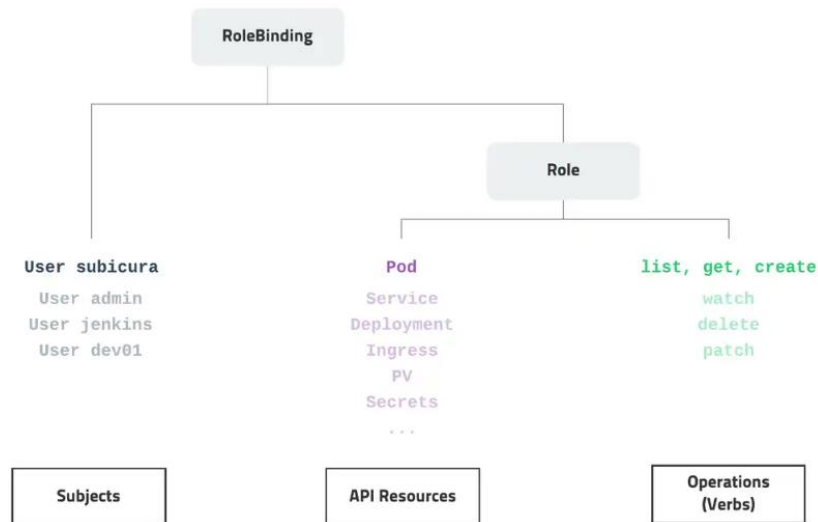 RoleBinding
Role
User subicura
User admin
User jenkins
User dev01
Pod
Service
Deployment
Ingress
PV
Secrets
...
list, get, create
watch
delete
patch
Subjects
API Resources
Operations
(Verbs)